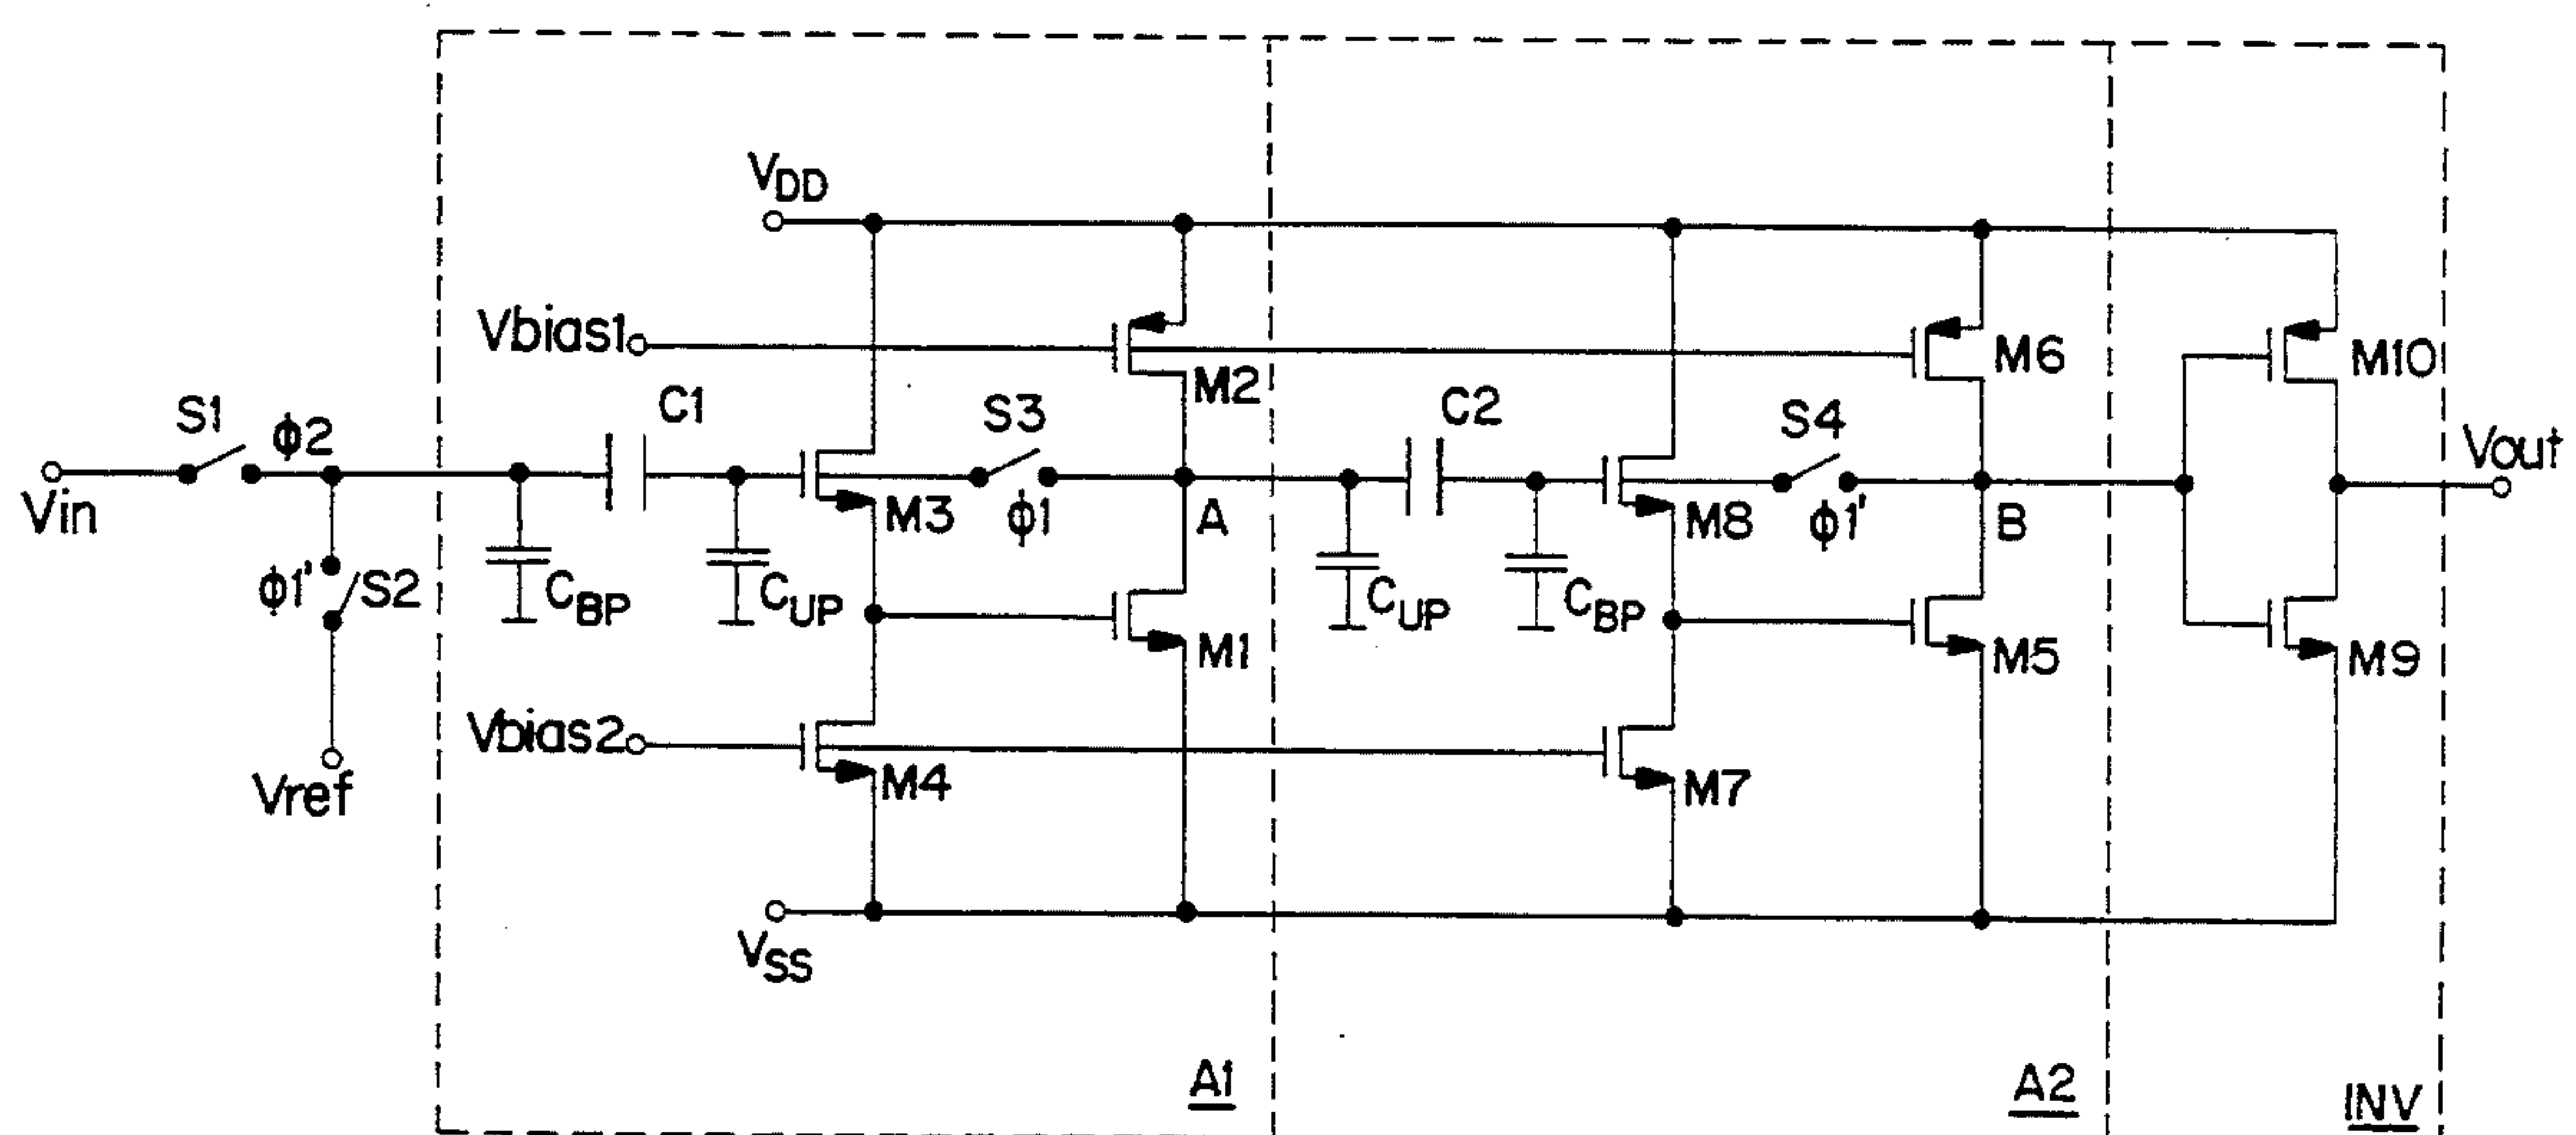 VDD
Vbias1
M2
M6
M10
S1
ϕ2
C1
S3
C2
S4
Vout
Vin
M3
ϕ1
A
M8
ϕ1'
B
ϕ1'
S2
CBP
CUP
CUP
CBP
M1
M5
M9
Vref
Vbias2
M4
M7
VSS
A1
A2
INV